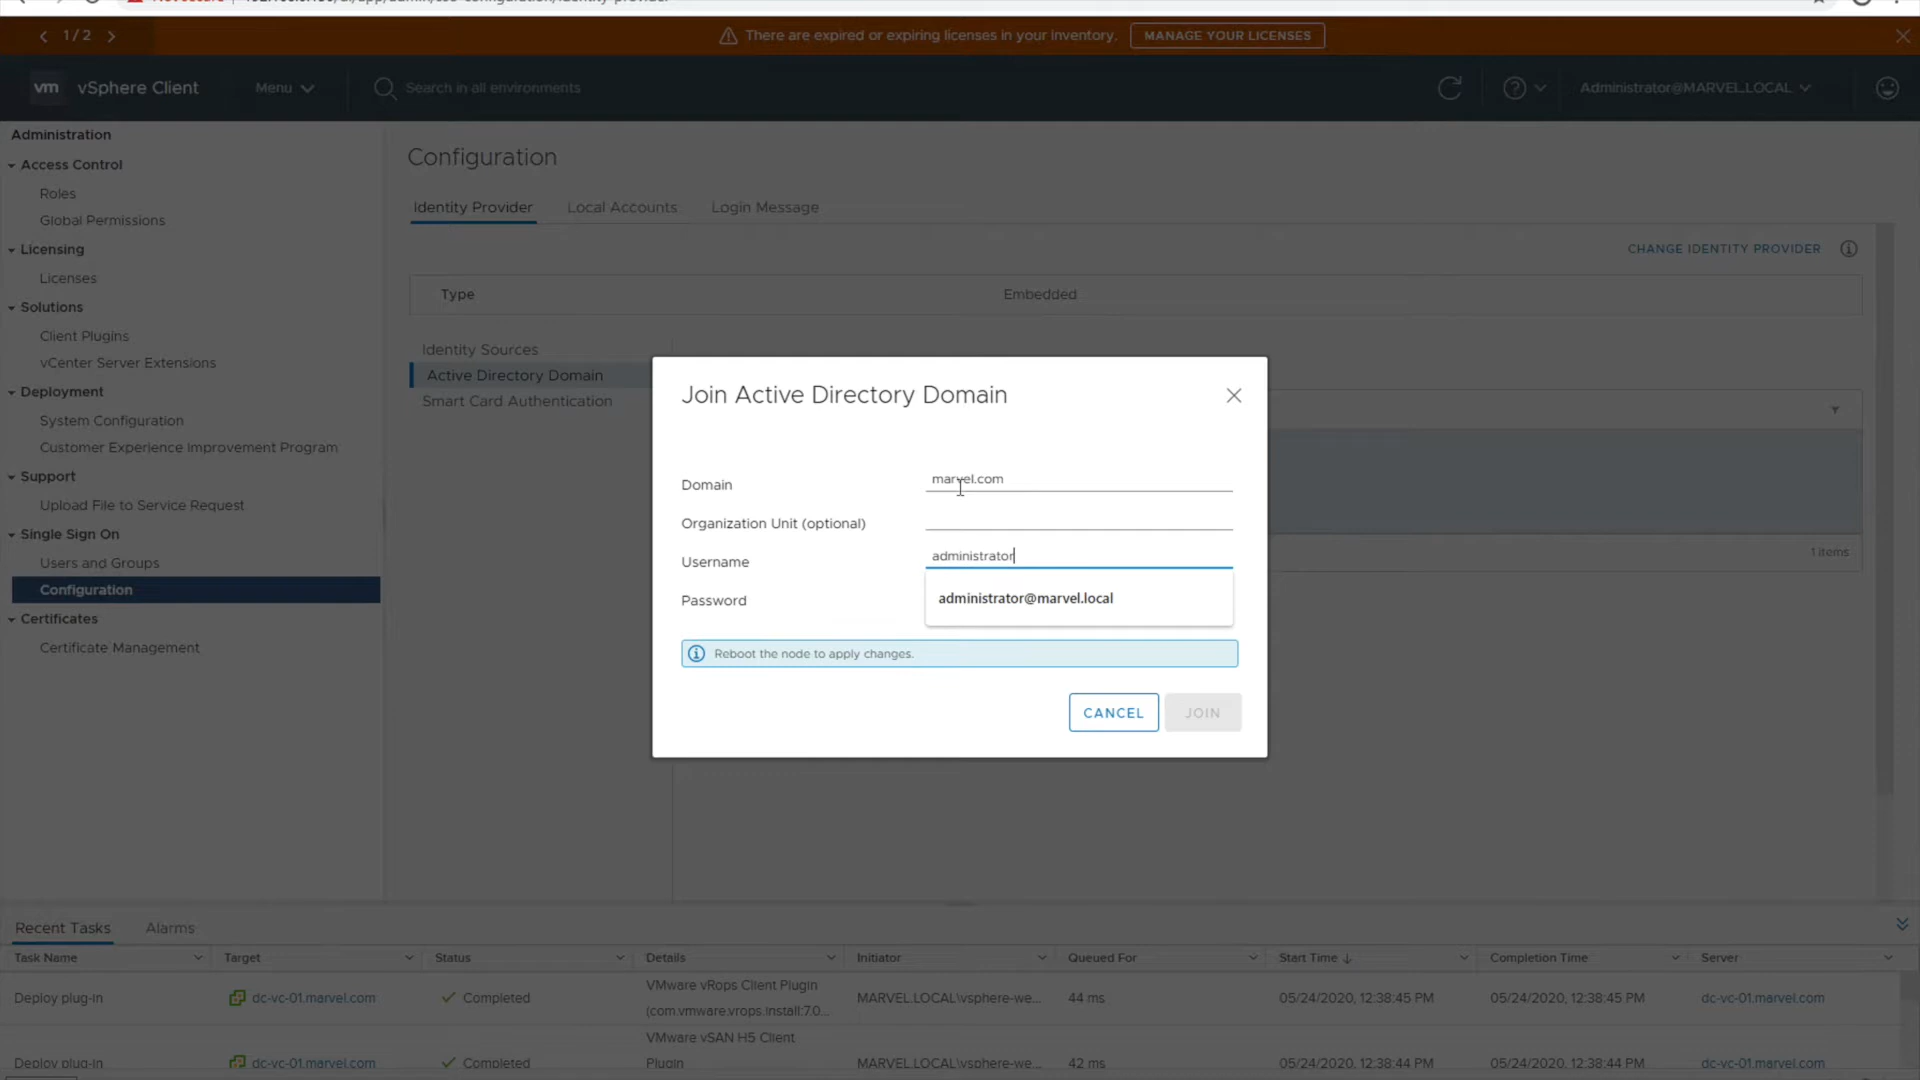 1 / 2
There are expired or expiring licenses in your inventory.
MANAGE YOUR LICENSES
vm vSphere Client
Menu
Search in all environments
Administrator@MARVEL.LOCAL
Administration
Access Control
Roles
Global Permissions
Licensing
Licenses
Solutions
Client Plugins
vCenter Server Extensions
Deployment
System Configuration
Customer Experience Improvement Program
Support
Upload File to Service Request
Single Sign On
Users and Groups
Configuration
Certificates
Certificate Management
Configuration
Identity Provider
Local Accounts
Login Message
CHANGE IDENTITY PROVIDER
Type
Embedded
Identity Sources
Active Directory Domain
Smart Card Authentication
1 items
Join Active Directory Domain
Domain
marvel.com
Organization Unit (optional)
Username
administrator
administrator@marvel.local
Password
Reboot the node to apply changes.
CANCEL
JOIN
Recent Tasks
Alarms
Task Name
Target
Status
Details
Initiator
Queued For
Start Time
Completion Time
Server
Deploy plug-in
dc-vc-01.marvel.com
Completed
VMware vRops Client Plugin
(com.vmware.vrops.install:7.0...
MARVEL.LOCAL\vsphere-we...
44 ms
05/24/2020, 12:38:45 PM
05/24/2020, 12:38:45 PM
dc-vc-01.marvel.com
Deploy plug-in
dc-vc-01.marvel.com
Completed
VMware vSAN H5 Client
Plugin
MARVEL.LOCAL\vsphere-we...
42 ms
05/24/2020, 12:38:44 PM
05/24/2020, 12:38:44 PM
dc-vc-01.marvel.com